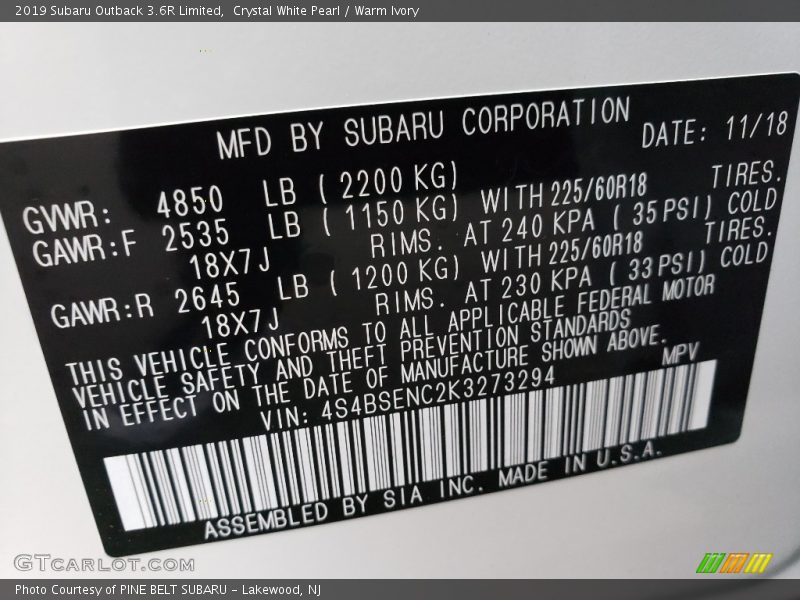 2019 Subaru Outback 3.6R Limited, Crystal White Pearl / Warm Ivory
MFD BY SUBARU CORPORATION DATE: 11/18
GVWR: 4850 LB ( 2200 KG)
GAWR:F 2535 LB ( 1150 KG) WITH 225/60R18 TIRES.
18X7J RIMS. AT 240 KPA ( 35 PSI) COLD
GAWR:R 2645 LB ( 1200 KG) WITH 225/60R18 TIRES.
18X7J RIMS. AT 230 KPA ( 33 PSI) COLD
THIS VEHICLE CONFORMS TO ALL APPLICABLE FEDERAL MOTOR
VEHICLE SAFETY AND THEFT PREVENTION STANDARDS
IN EFFECT ON THE DATE OF MANUFACTURE SHOWN ABOVE.
VIN: 4S4BSENC2K3273294 MPV
ASSEMBLED BY SIA INC. MADE IN U.S.A.
GTCARLOT.COM
Photo Courtesy of PINE BELT SUBARU - Lakewood, NJ